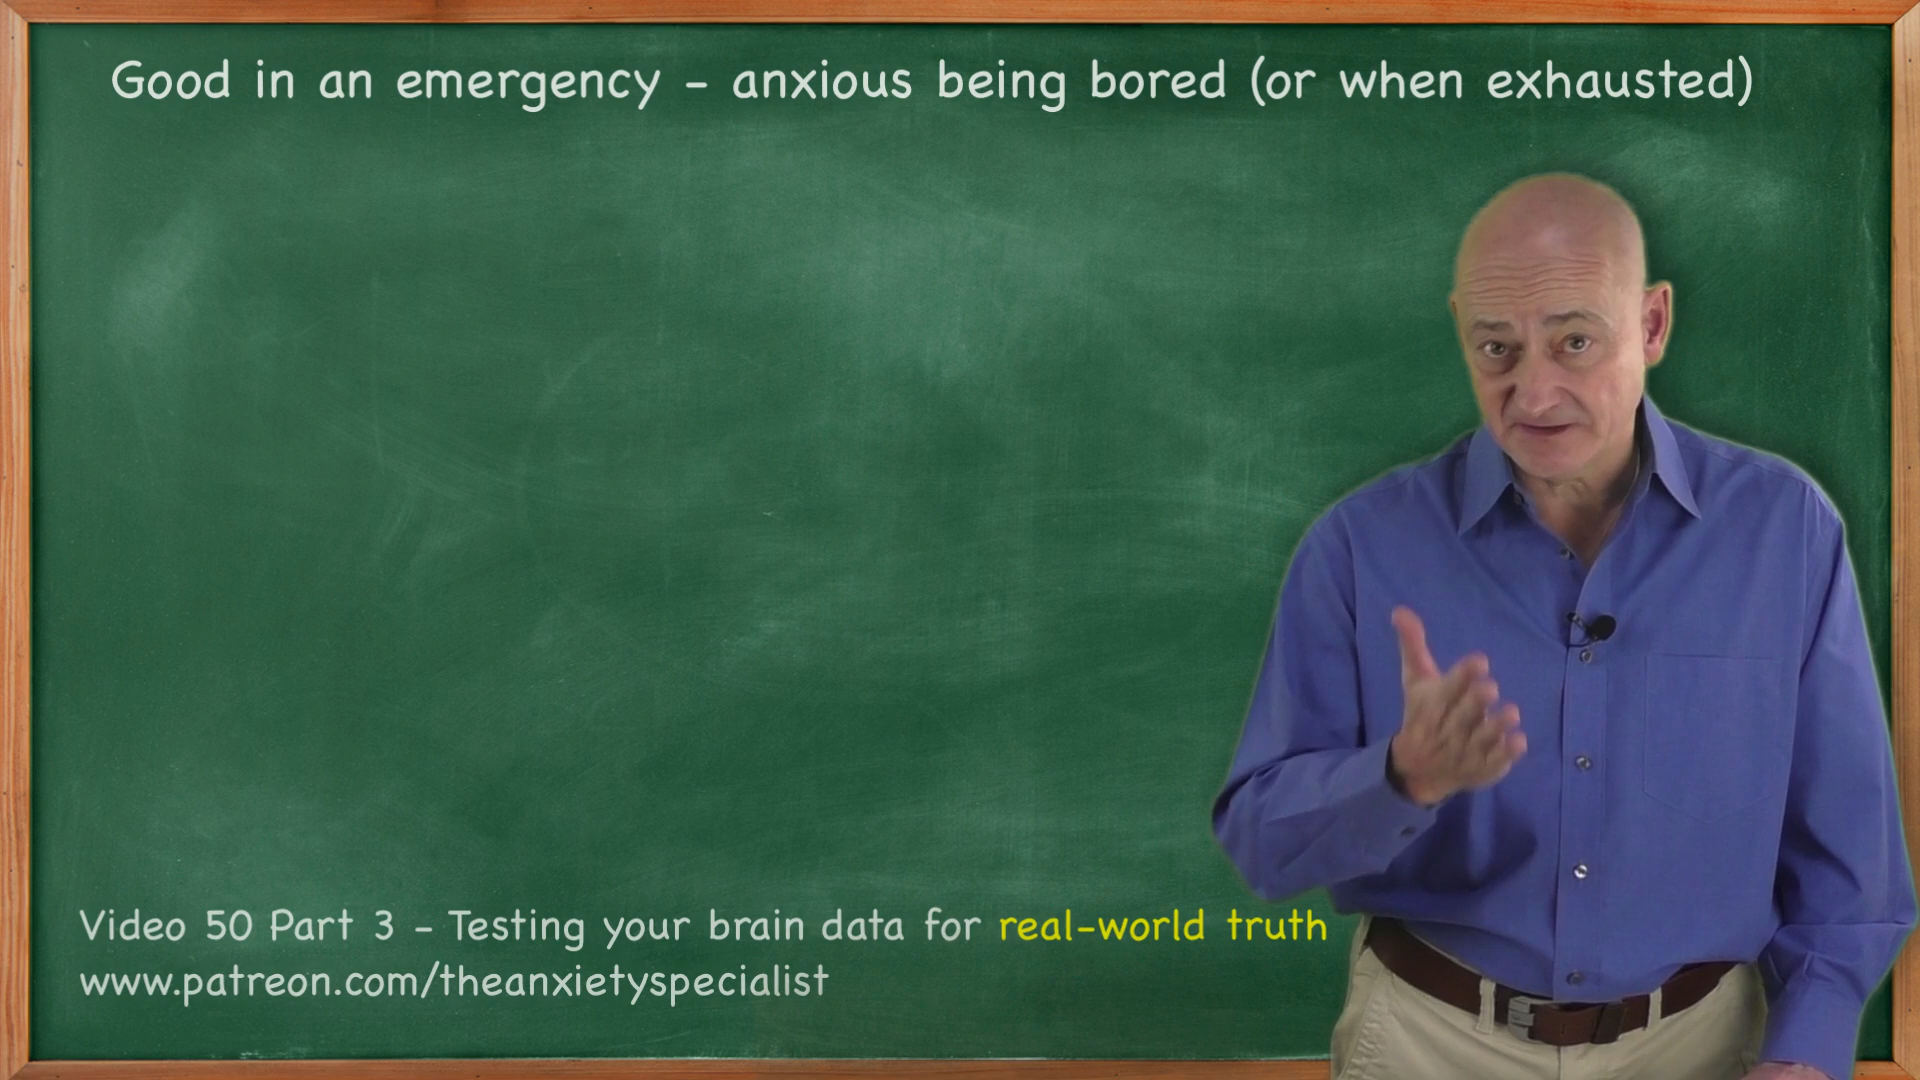 Good in an emergency - anxious being bored (or when exhausted)
Video 50 Part 3 - Testing your brain data for real-world truth
www.patreon.com/theanxietyspecialist